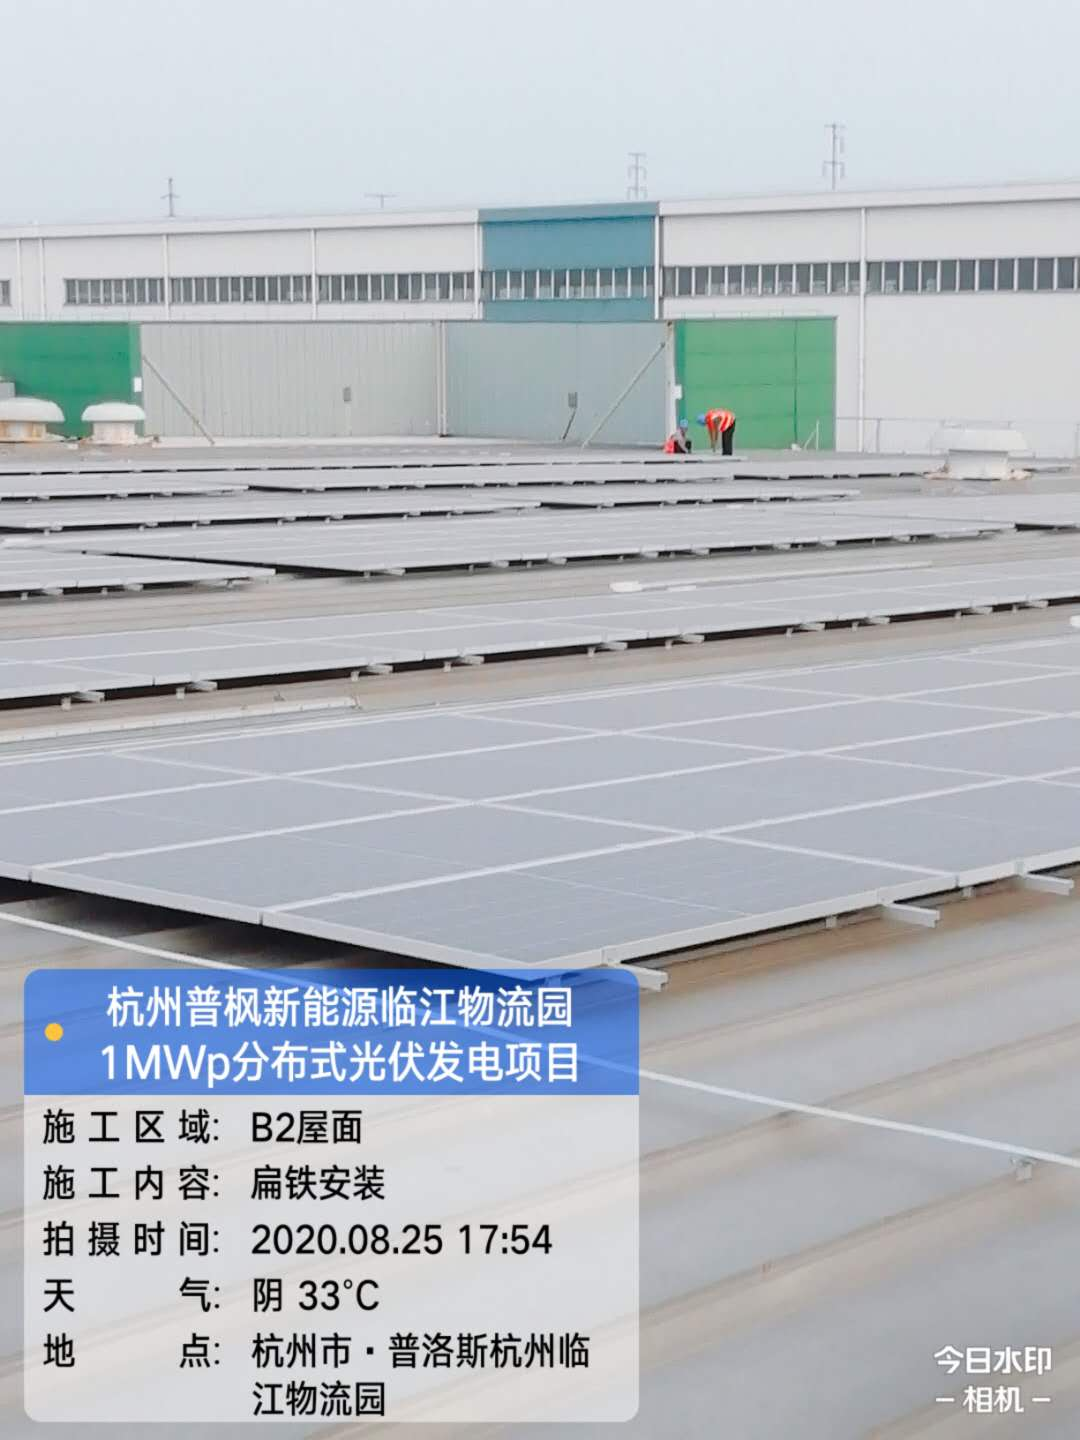 杭州普枫新能源临江物流园
1MWp分布式光伏发电项目
施工区域: B2屋面
施工内容: 扁铁安装
拍摄时间: 2020.08.25 17:54
天气: 阴 33°C
地点: 杭州市·普洛斯杭州临
江物流园
今日水印
-相机-